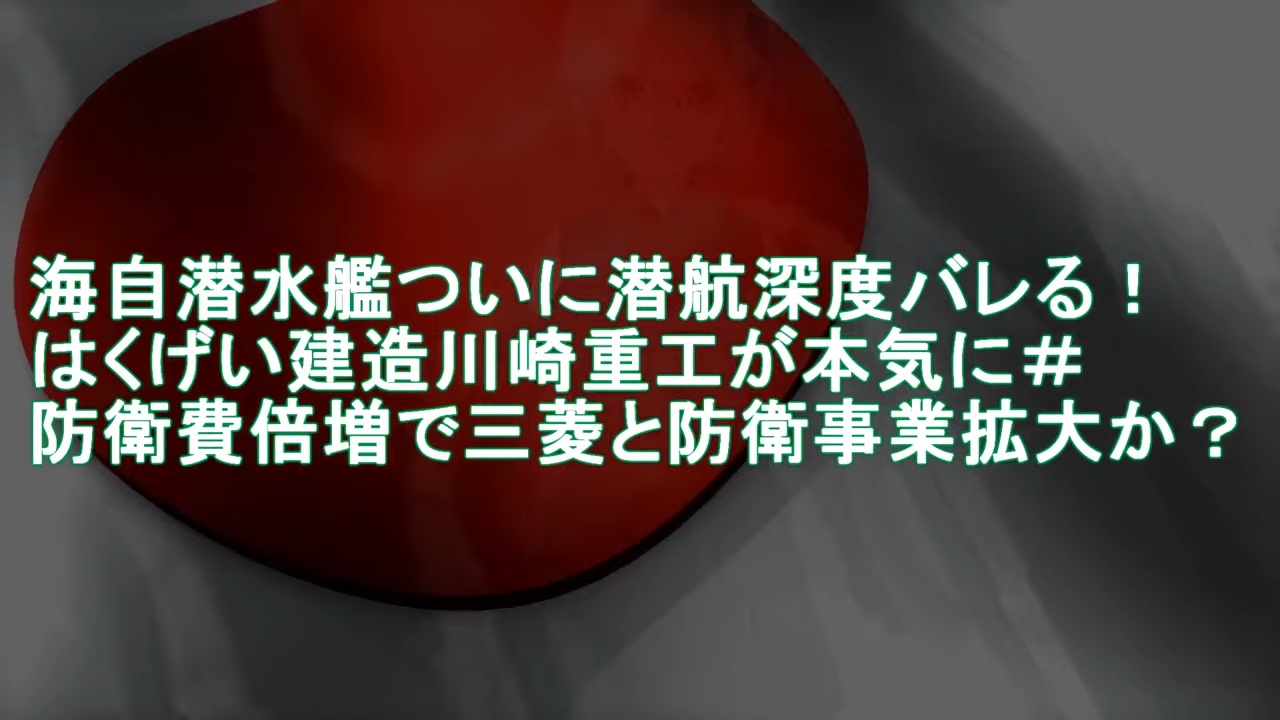 海自潜水艦ついに潜航深度バレる！
はくげい建造川崎重工が本気に＃
防衛費倍増で三菱と防衛事業拡大か？